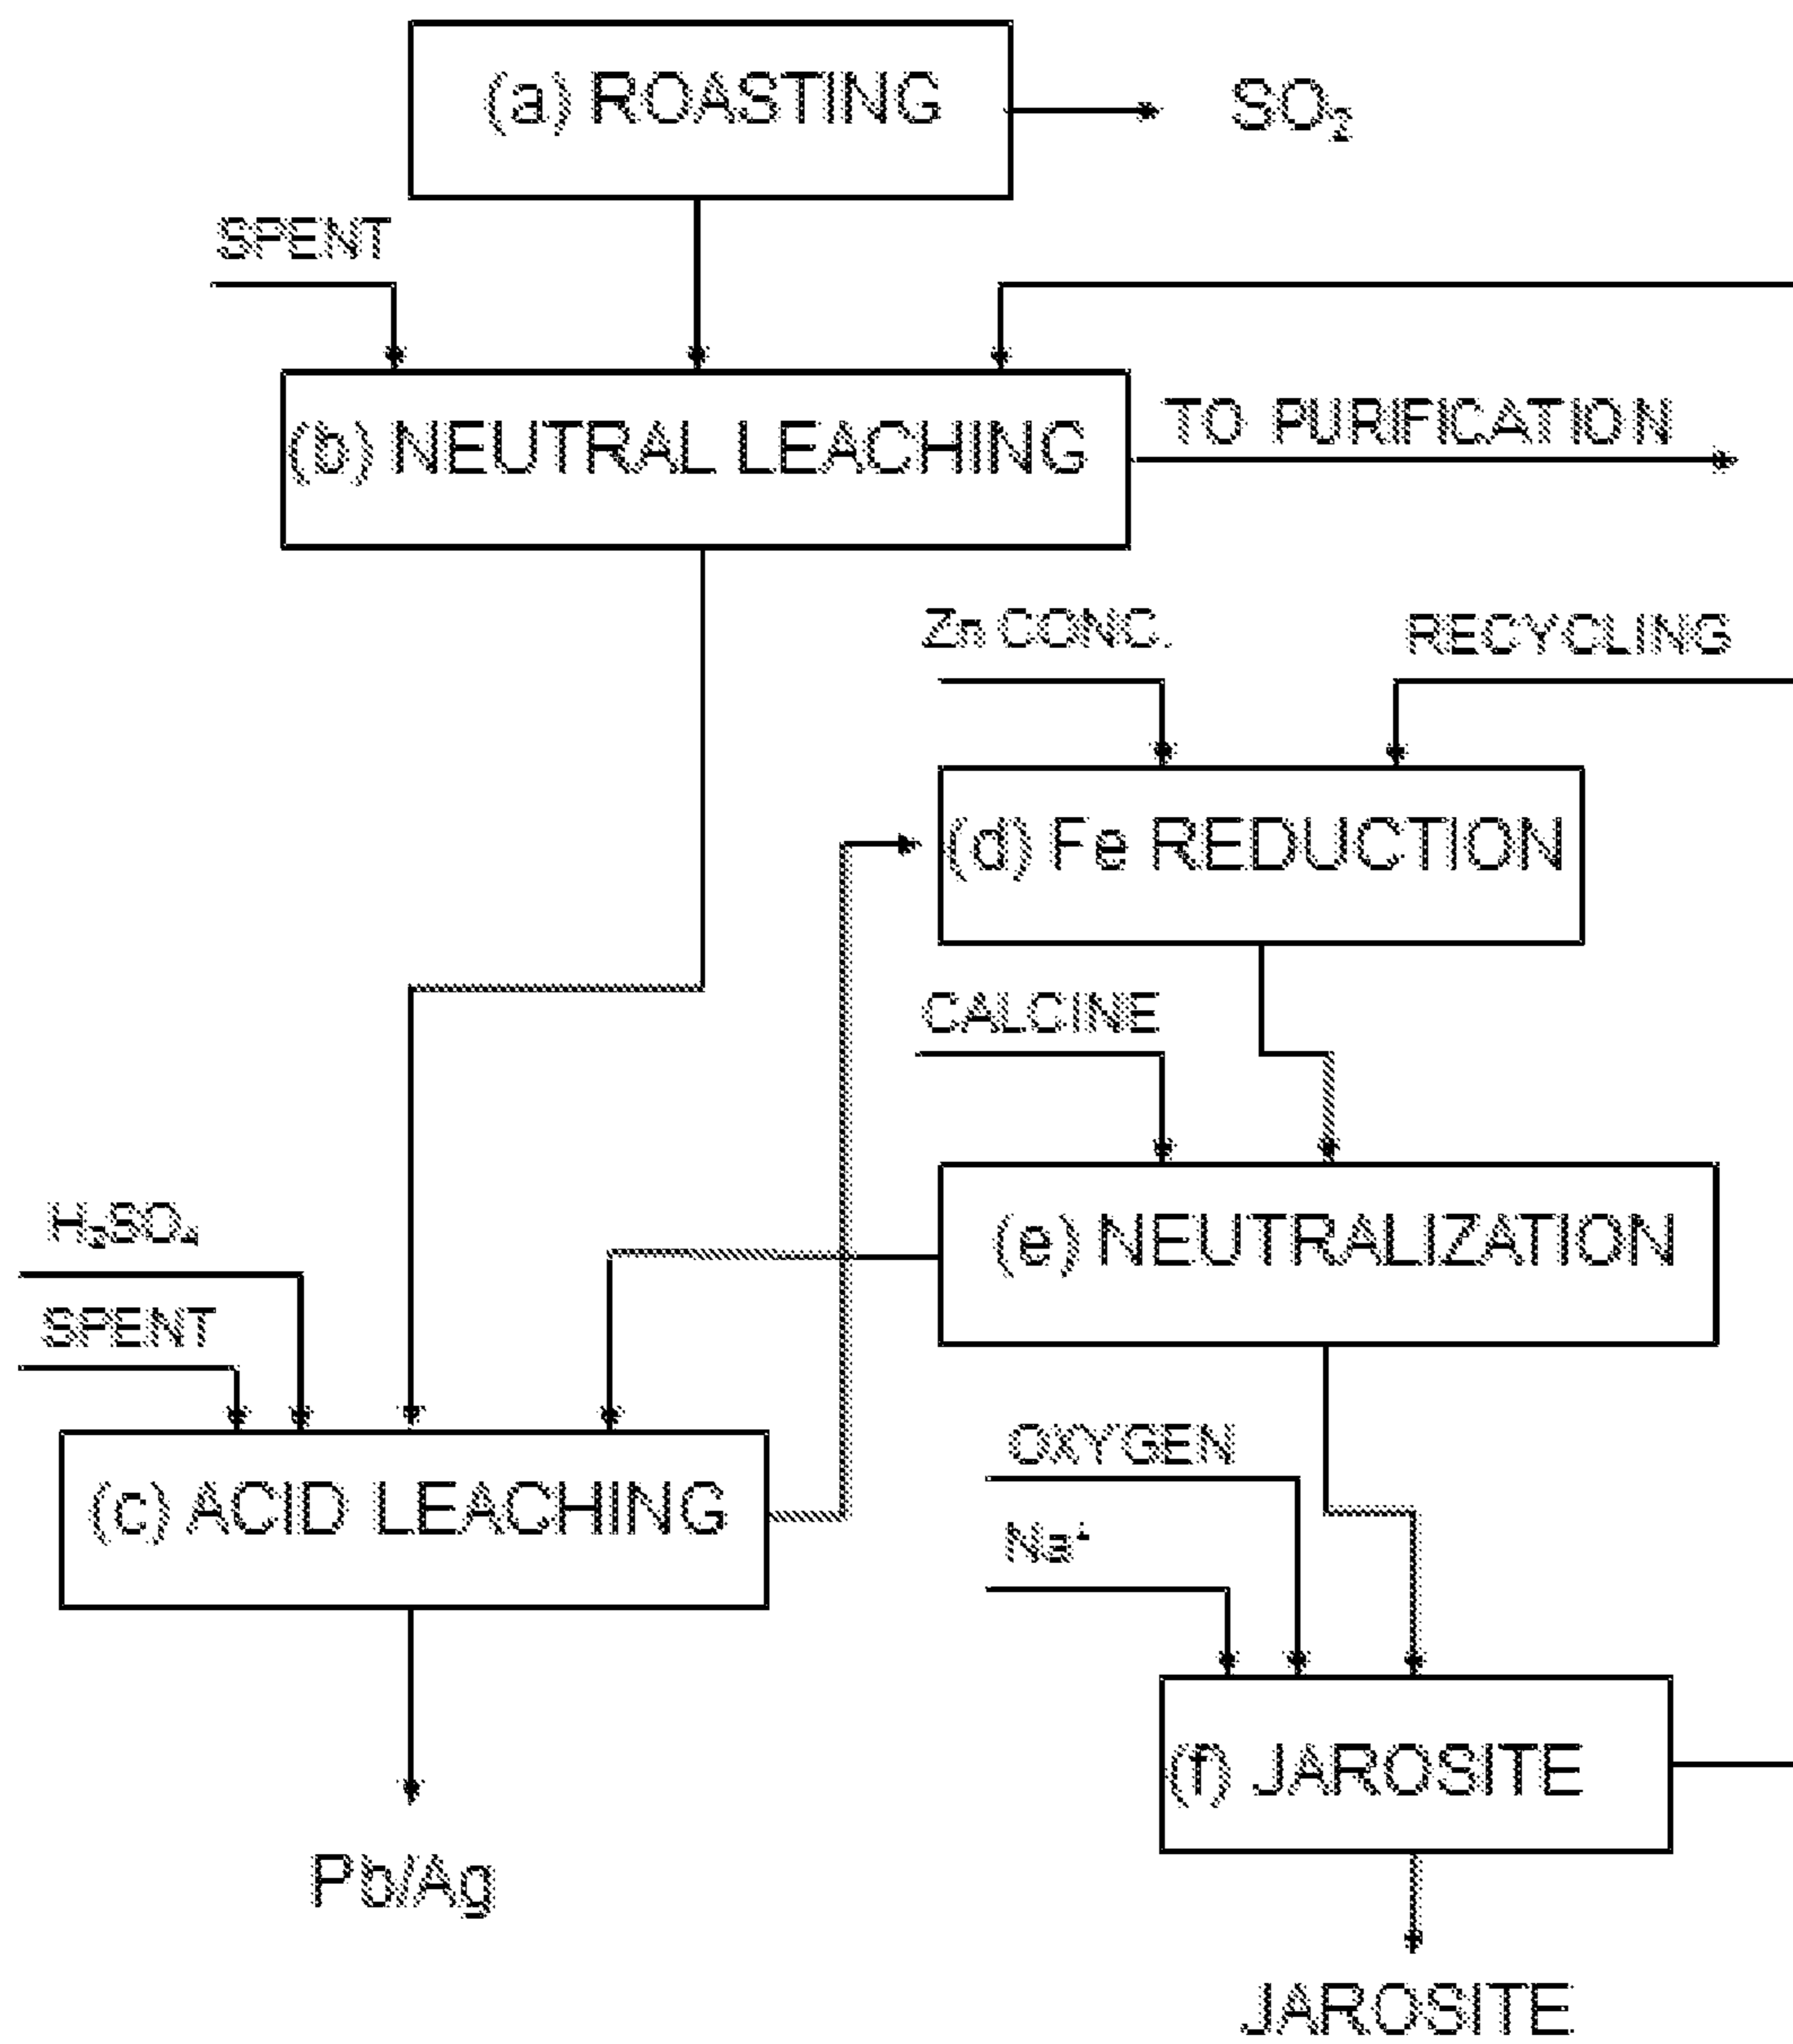 (a) ROASTING
SO₂
SPENT
(b) NEUTRAL LEACHING
TO PURIFICATION
Zn CONC.
RECYCLING
(d) Fe REDUCTION
CALCINE
(e) NEUTRALIZATION
H₂SO₄
SPENT
(c) ACID LEACHING
OXYGEN
Na⁺
(f) JAROSITE
Pb/Ag
JAROSITE